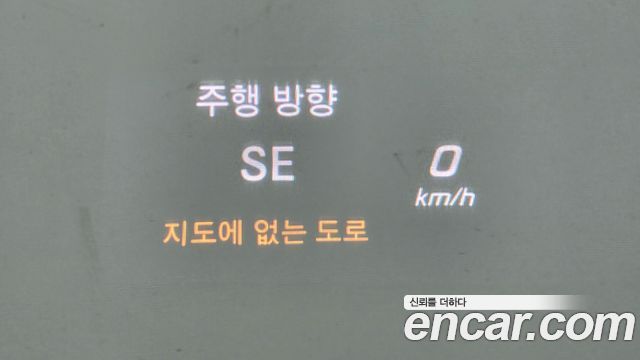 주행 방향
SE
0
km/h
지도에 없는 도로
신뢰를 더하다
encar.com